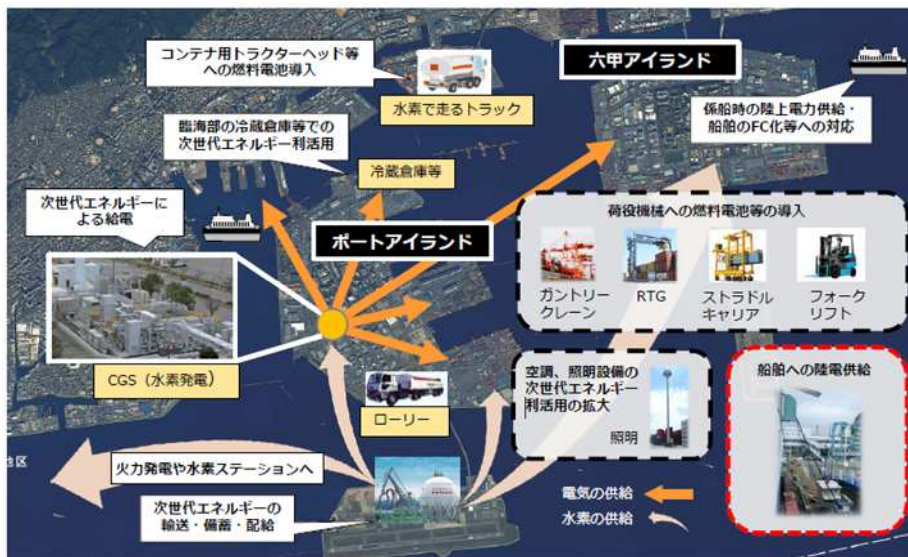 コンテナ用トラクターヘッド等
への燃料電池導入
水素で走るトラック
六甲アイランド
係船時の陸上電力供給・
船舶のFC化等への対応
臨海部の冷蔵倉庫等での
次世代エネルギー利活用
冷蔵倉庫等
次世代エネルギーに
よる給電
ポートアイランド
荷役機械への燃料電池等の導入
ガントリー
クレーン
RTG
ストラドル
キャリア
フォーク
リフト
CGS（水素発電）
ローリー
空調、照明設備の
次世代エネルギー
利活用の拡大
照明
船舶への陸電供給
地区
火力発電や水素ステーションへ
次世代エネルギーの
輸送・備蓄・配給
電気の供給
水素の供給